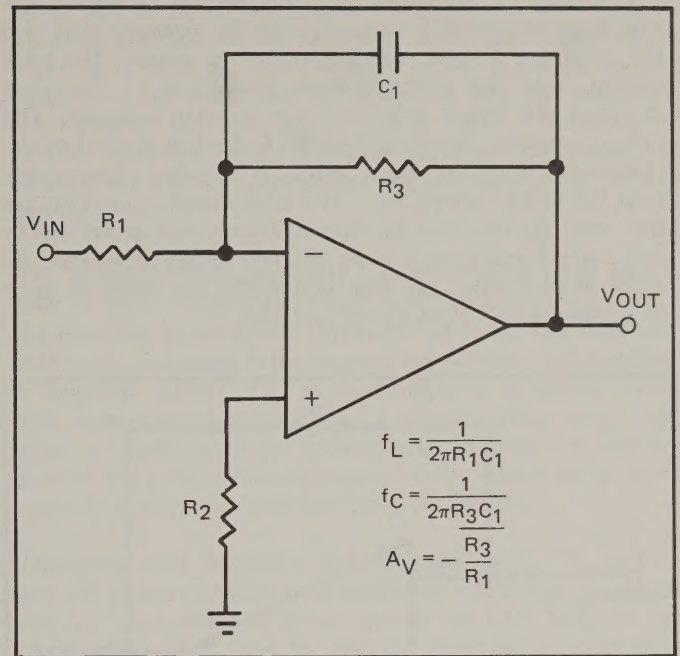 C1
R3
VIN
R1
−
VOUT
+
fL = 1/2πR1C1
fC = 1/2πR3C1
R2
AV = − R3/R1